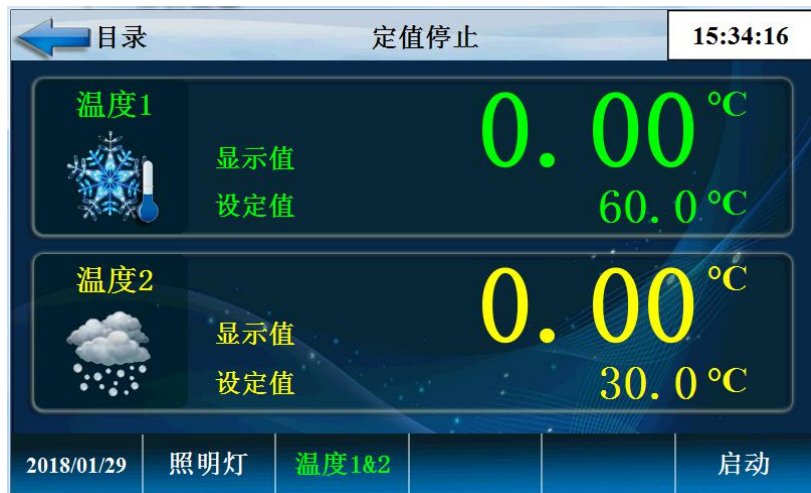 目录 定值停止 15:34:16
温度1
0.00 ℃
显示值
设定值 60.0 ℃
温度2
0.00 ℃
显示值
设定值 30.0 ℃
2018/01/29 照明灯 温度1&2 启动